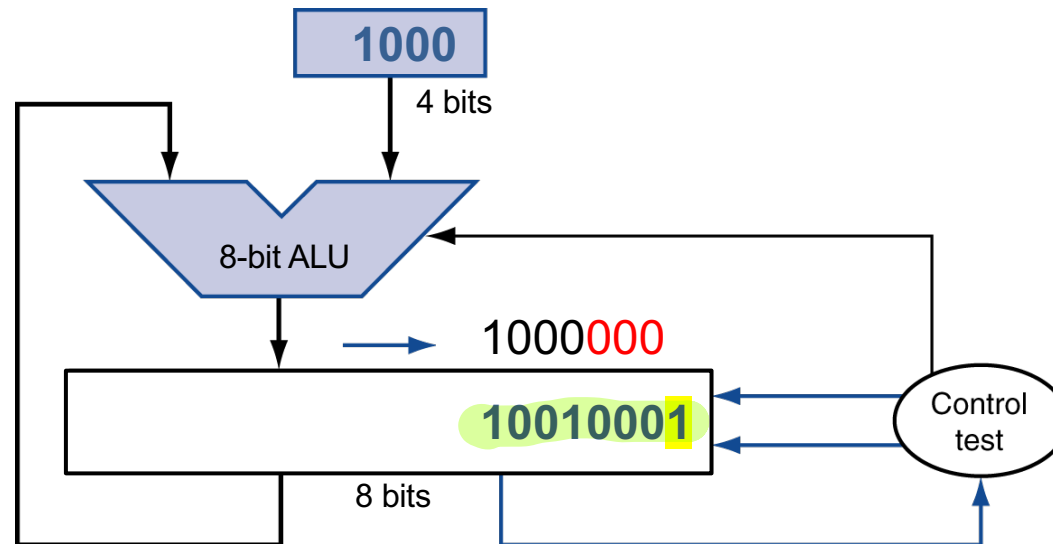 1000
4 bits
8-bit ALU
1000000
10010001
Control
test
8 bits